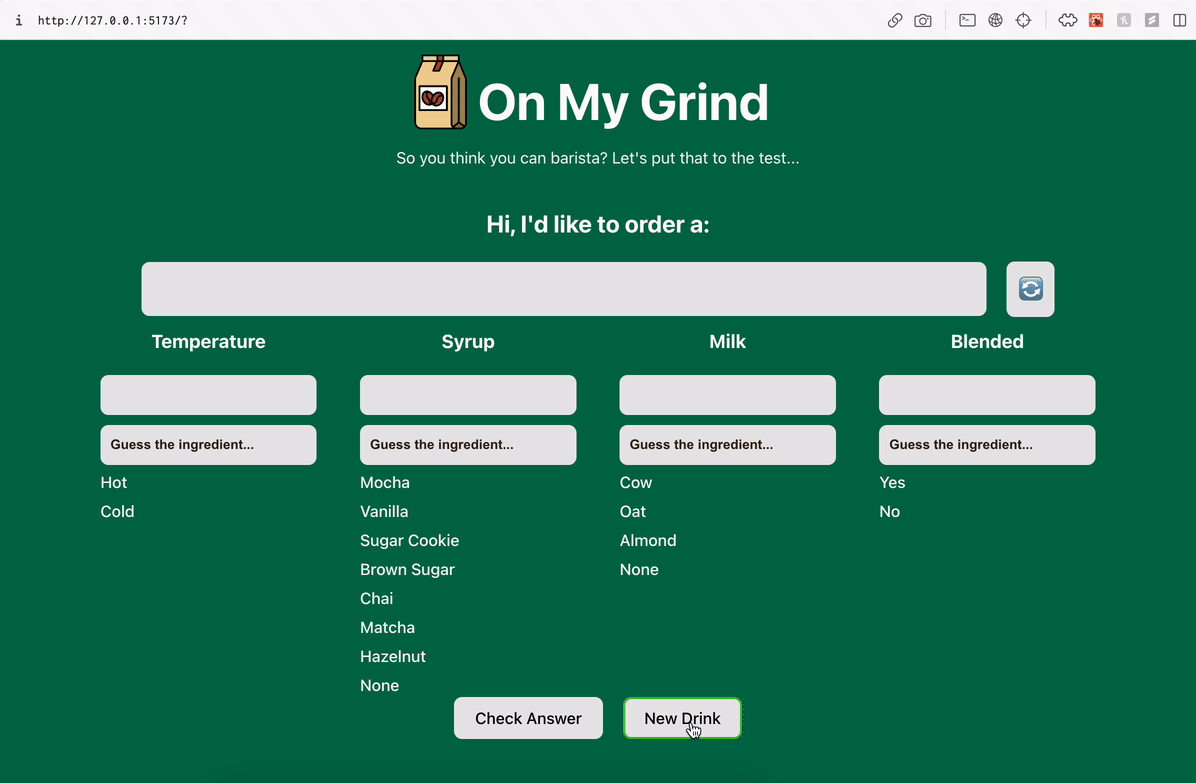 http://127.0.0.1:5173/?
On My Grind
So you think you can barista? Let's put that to the test...
Hi, I'd like to order a:
Temperature
Guess the ingredient...
Hot
Cold
Syrup
Guess the ingredient...
Mocha
Vanilla
Sugar Cookie
Brown Sugar
Chai
Matcha
Hazelnut
None
Milk
Guess the ingredient...
Cow
Oat
Almond
None
Blended
Guess the ingredient...
Yes
No
Check Answer
New Drink